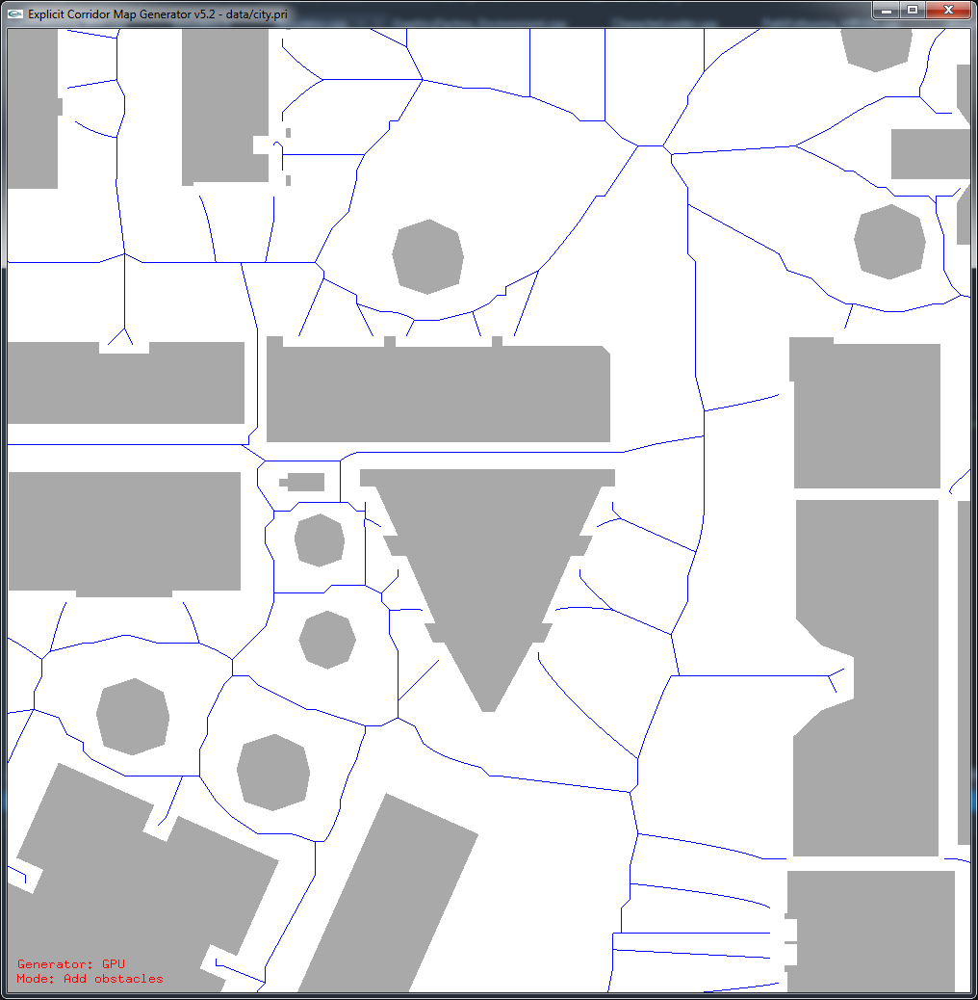 Explicit Corridor Map Generator v5.2 - data/city.pri
Generator: GPU
Mode: Add obstacles